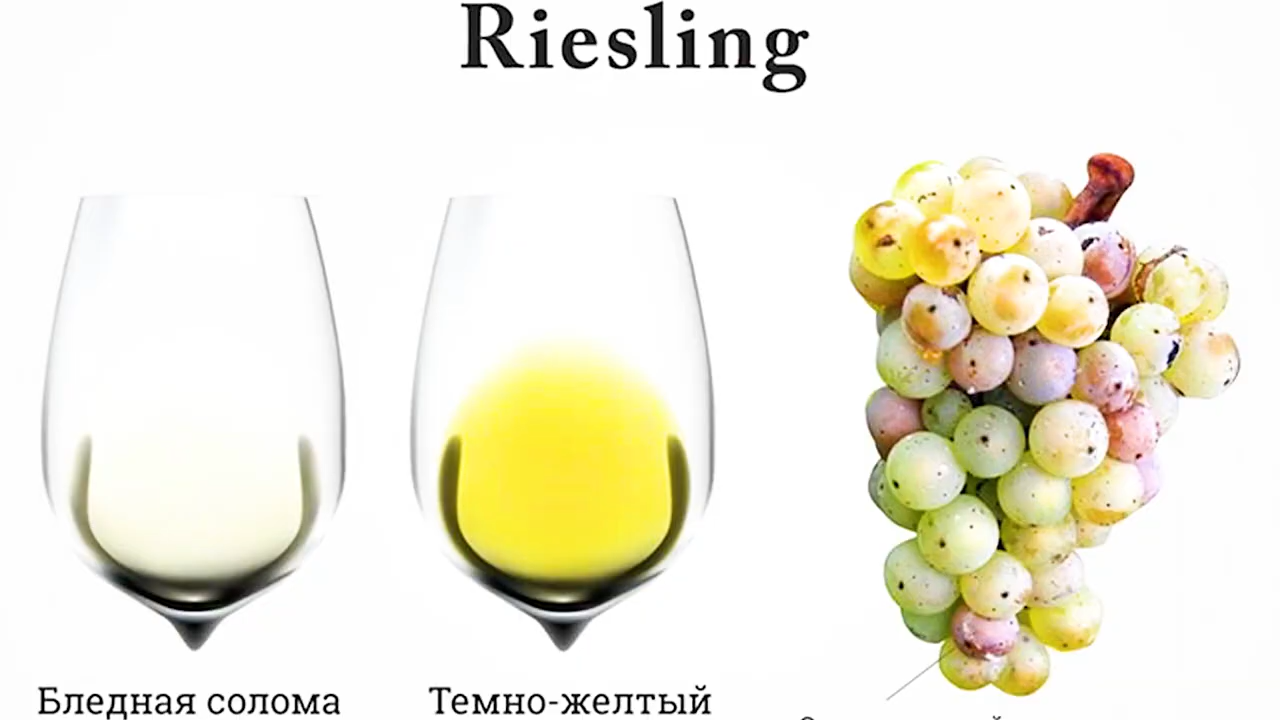 Riesling
Бледная солома
Темно-желтый